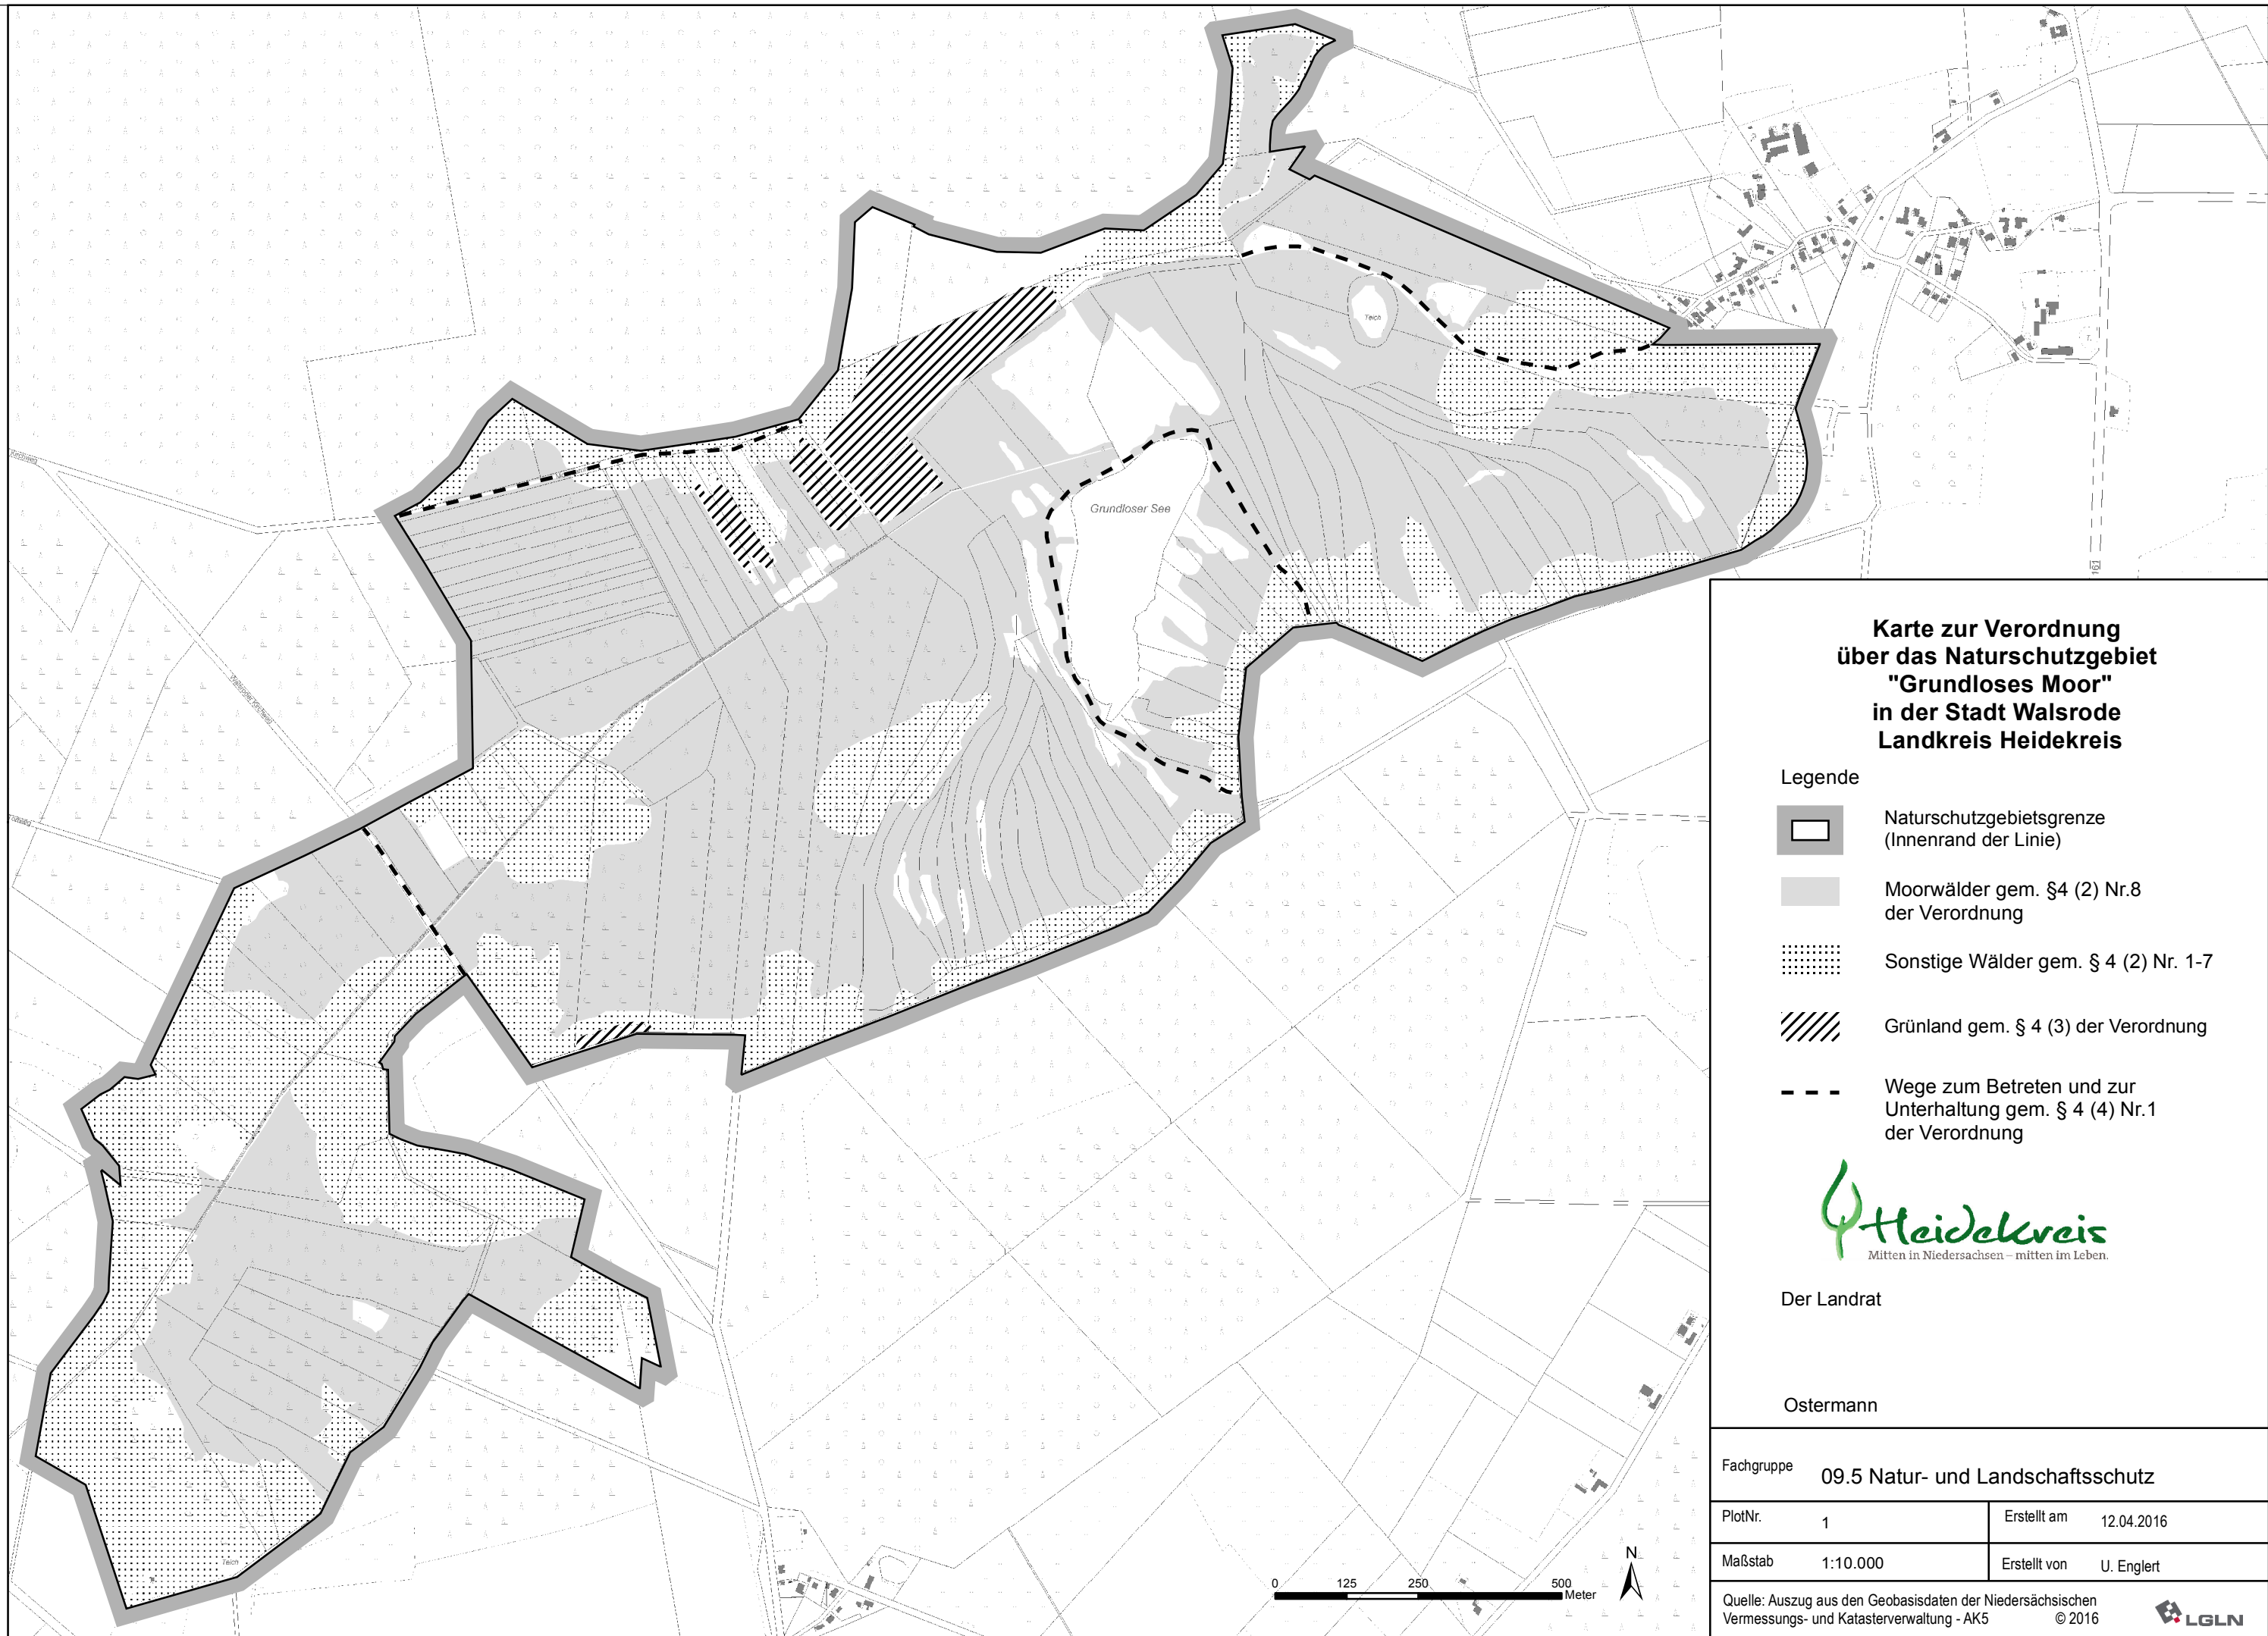 Teich
Grundloser See
Teich
161
Karte zur Verordnung
über das Naturschutzgebiet
"Grundloses Moor"
in der Stadt Walsrode
Landkreis Heidekreis
Legende
Naturschutzgebietsgrenze
(Innenrand der Linie)
Moorwälder gem. §4 (2) Nr.8
der Verordnung
Sonstige Wälder gem. § 4 (2) Nr. 1-7
Grünland gem. § 4 (3) der Verordnung
Wege zum Betreten und zur
Unterhaltung gem. § 4 (4) Nr.1
der Verordnung
Heidekreis
Mitten in Niedersachsen – mitten im Leben.
Der Landrat
Ostermann
Fachgruppe 09.5 Natur- und Landschaftsschutz
PlotNr. 1 Erstellt am 12.04.2016
Maßstab 1:10.000 Erstellt von U. Englert
Quelle: Auszug aus den Geobasisdaten der Niedersächsischen
Vermessungs- und Katasterverwaltung - AK5 © 2016
LGLN
N
0 125 250 500
Meter